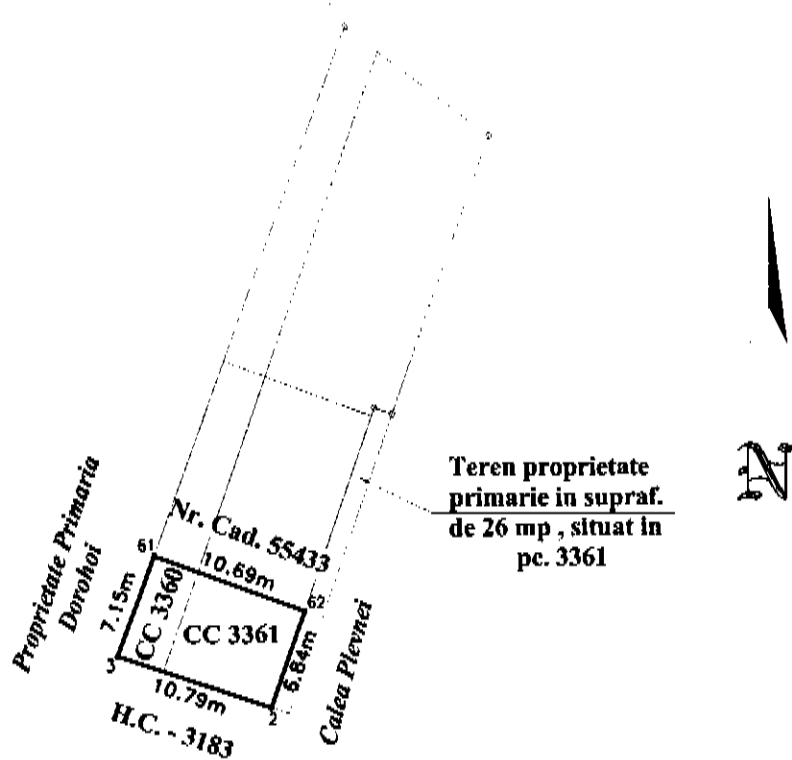 Teren proprietate
primarie in supraf.
de 26 mp , situat in
pc. 3361
N
Proprietate Primaria
Dorohoi
Nr. Cad. 55433
61
10.69m
62
7.15m
CC 3360
CC 3361
6.84m
Calea Plevnei
3
10.79m
2
H.C. - 3183